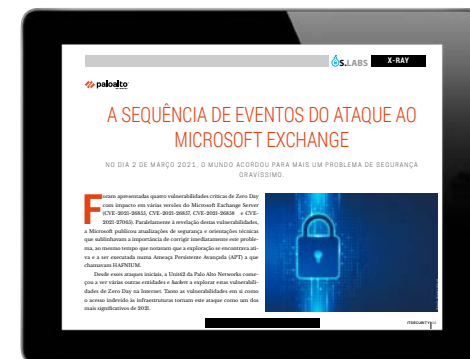 S.LABS X-RAY
paloalto
A SEQUÊNCIA DE EVENTOS DO ATAQUE AO
MICROSOFT EXCHANGE
NO DIA 2 DE MARÇO 2021, O MUNDO ACORDOU PARA MAIS UM PROBLEMA DE SEGURANÇA
GRAVÍSSIMO.
Foram apresentadas quatro vulnerabilidades críticas de Zero Day
com impacto em várias versões do Microsoft Exchange Server
(CVE-2021-26855, CVE-2021-26857, CVE-2021-26858 e CVE-
2021-27065). Paralelamente à revelação destas vulnerabilidades,
a Microsoft publicou atualizações de segurança e orientações técnicas
que sublinhavam a importância de corrigir imediatamente este proble-
ma, ao mesmo tempo que notavam que a exploração se encontrava ati-
va e a ser executada numa Ameaça Persistente Avançada (APT) a que
chamavam HAFNIUM.
Desde esses ataques iniciais, a Unit42 da Palo Alto Networks come-
çou a ver várias outras entidades e hackers a explorar estas vulnerabili-
dades de Zero Day na Internet. Tanto as vulnerabilidades em si como
o acesso indevido às infraestruturas tornam este ataque como um dos
mais significativos de 2021.